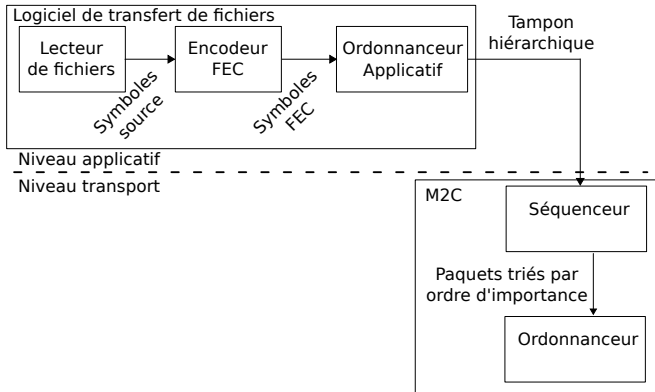 Logiciel de transfert de fichiers
Lecteur
de fichiers
Encodeur
FEC
Ordonnanceur
Applicatif
Tampon
hiérarchique
Symboles
source
Symboles
FEC
Niveau applicatif
Niveau transport
M2C
Séquenceur
Paquets triés par
ordre d'importance
Ordonnanceur